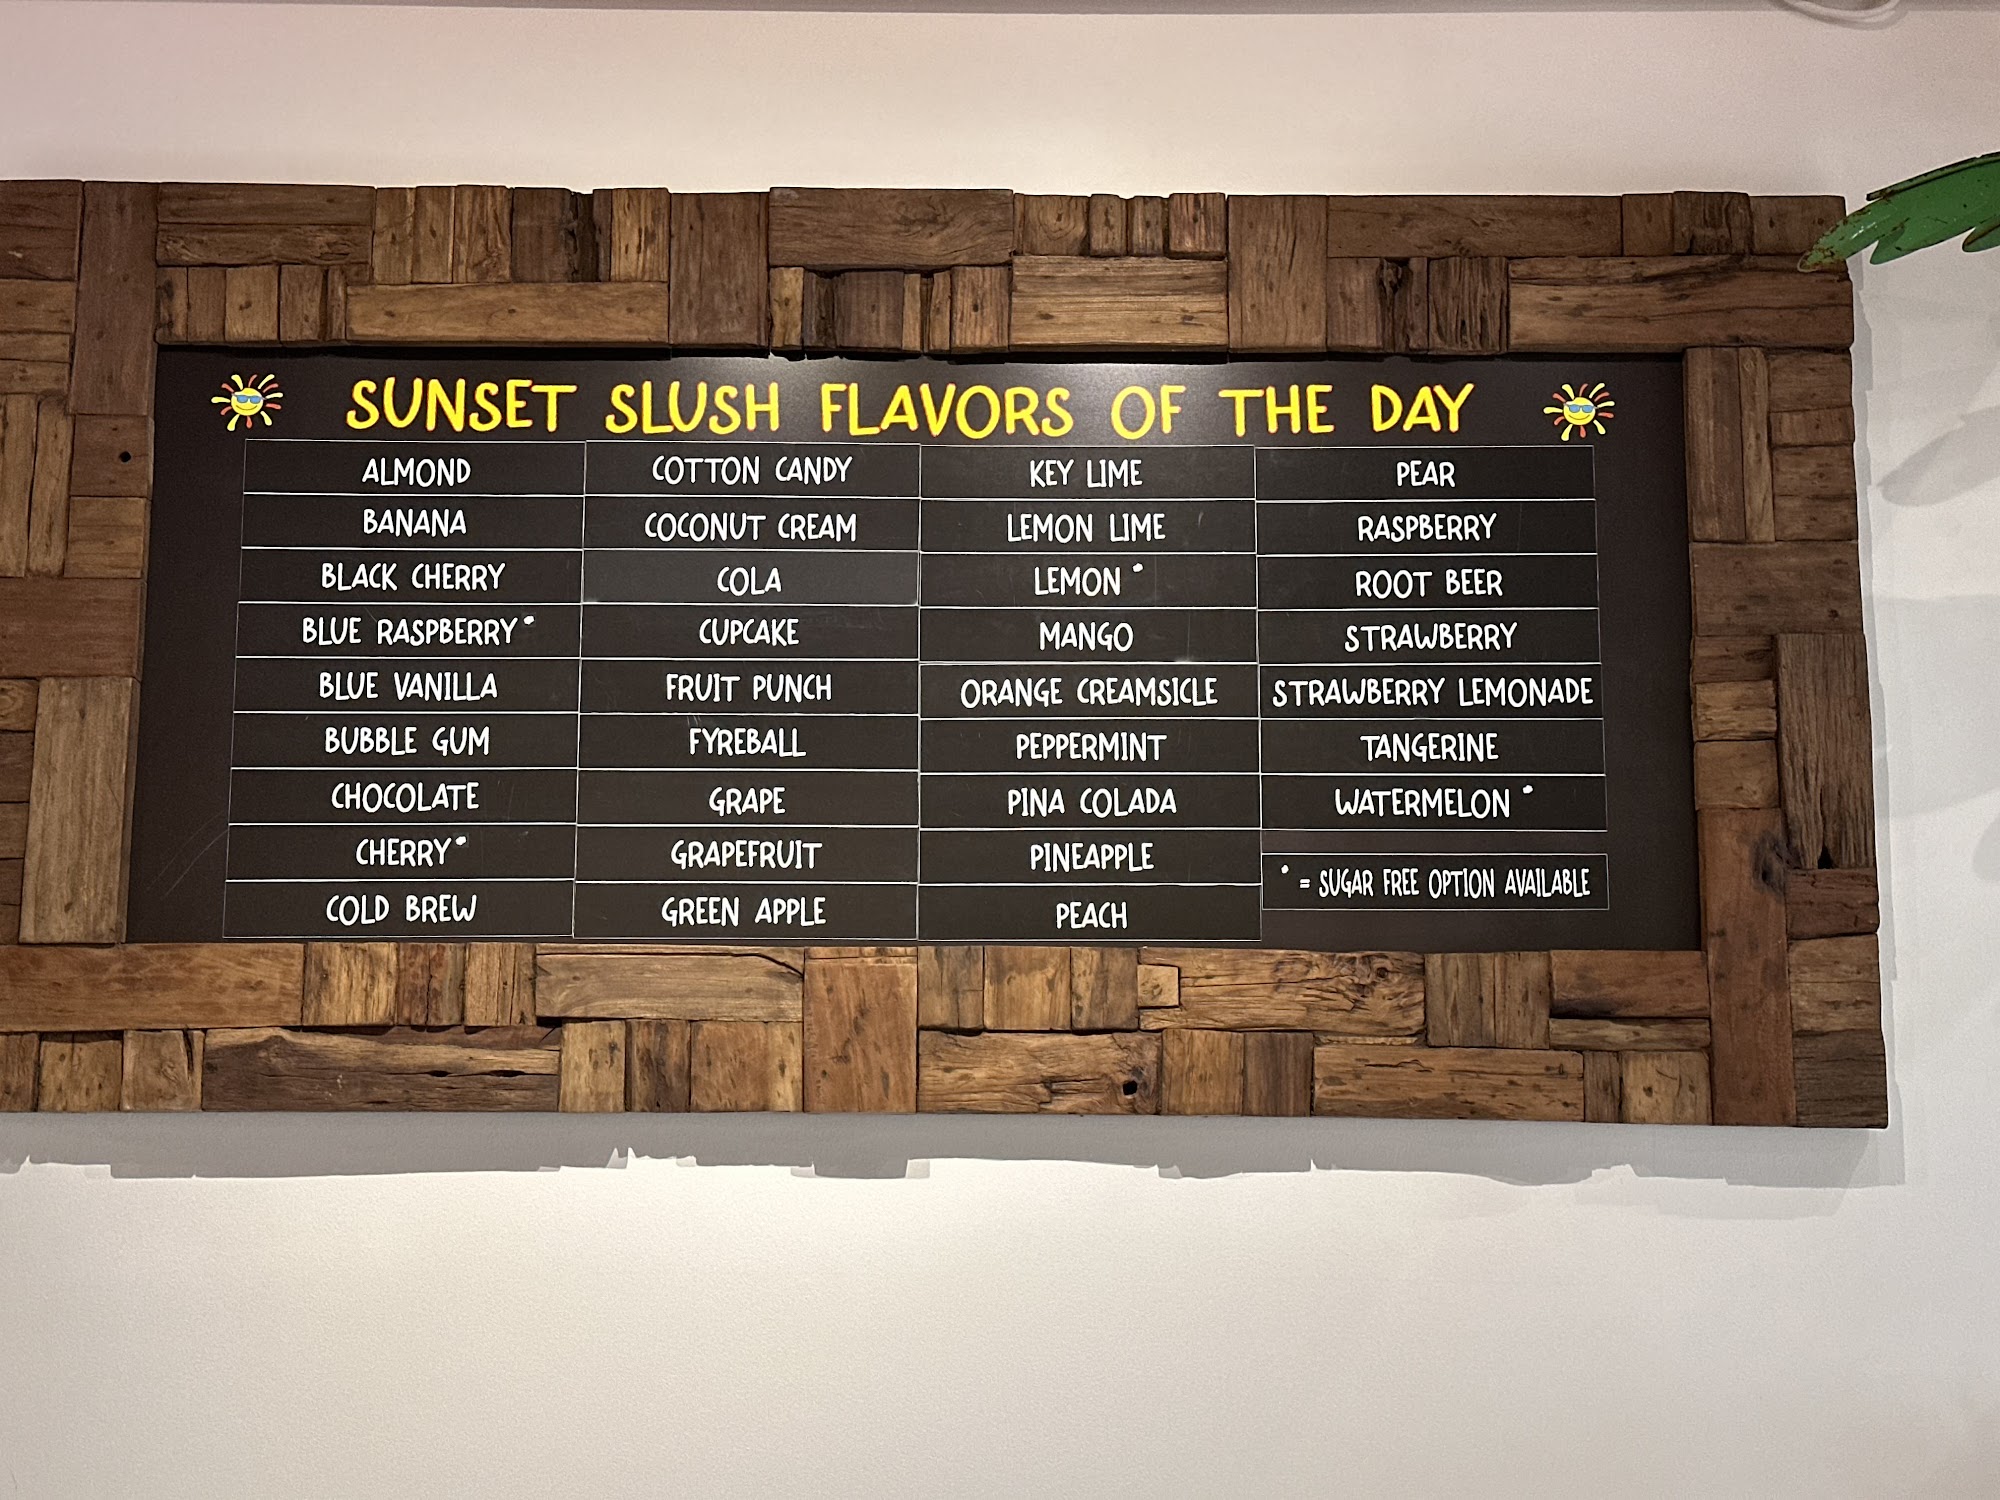 SUNSET SLUSH FLAVORS OF THE DAY
ALMOND
BANANA
BLACK CHERRY
BLUE RASPBERRY*
BLUE VANILLA
BUBBLE GUM
CHOCOLATE
CHERRY*
COLD BREW
COTTON CANDY
COCONUT CREAM
COLA
CUPCAKE
FRUIT PUNCH
FYREBALL
GRAPE
GRAPEFRUIT
GREEN APPLE
KEY LIME
LEMON LIME
LEMON*
MANGO
ORANGE CREAMSICLE
PEPPERMINT
PINA COLADA
PINEAPPLE
PEACH
PEAR
RASPBERRY
ROOT BEER
STRAWBERRY
STRAWBERRY LEMONADE
TANGERINE
WATERMELON*
* = SUGAR FREE OPTION AVAILABLE